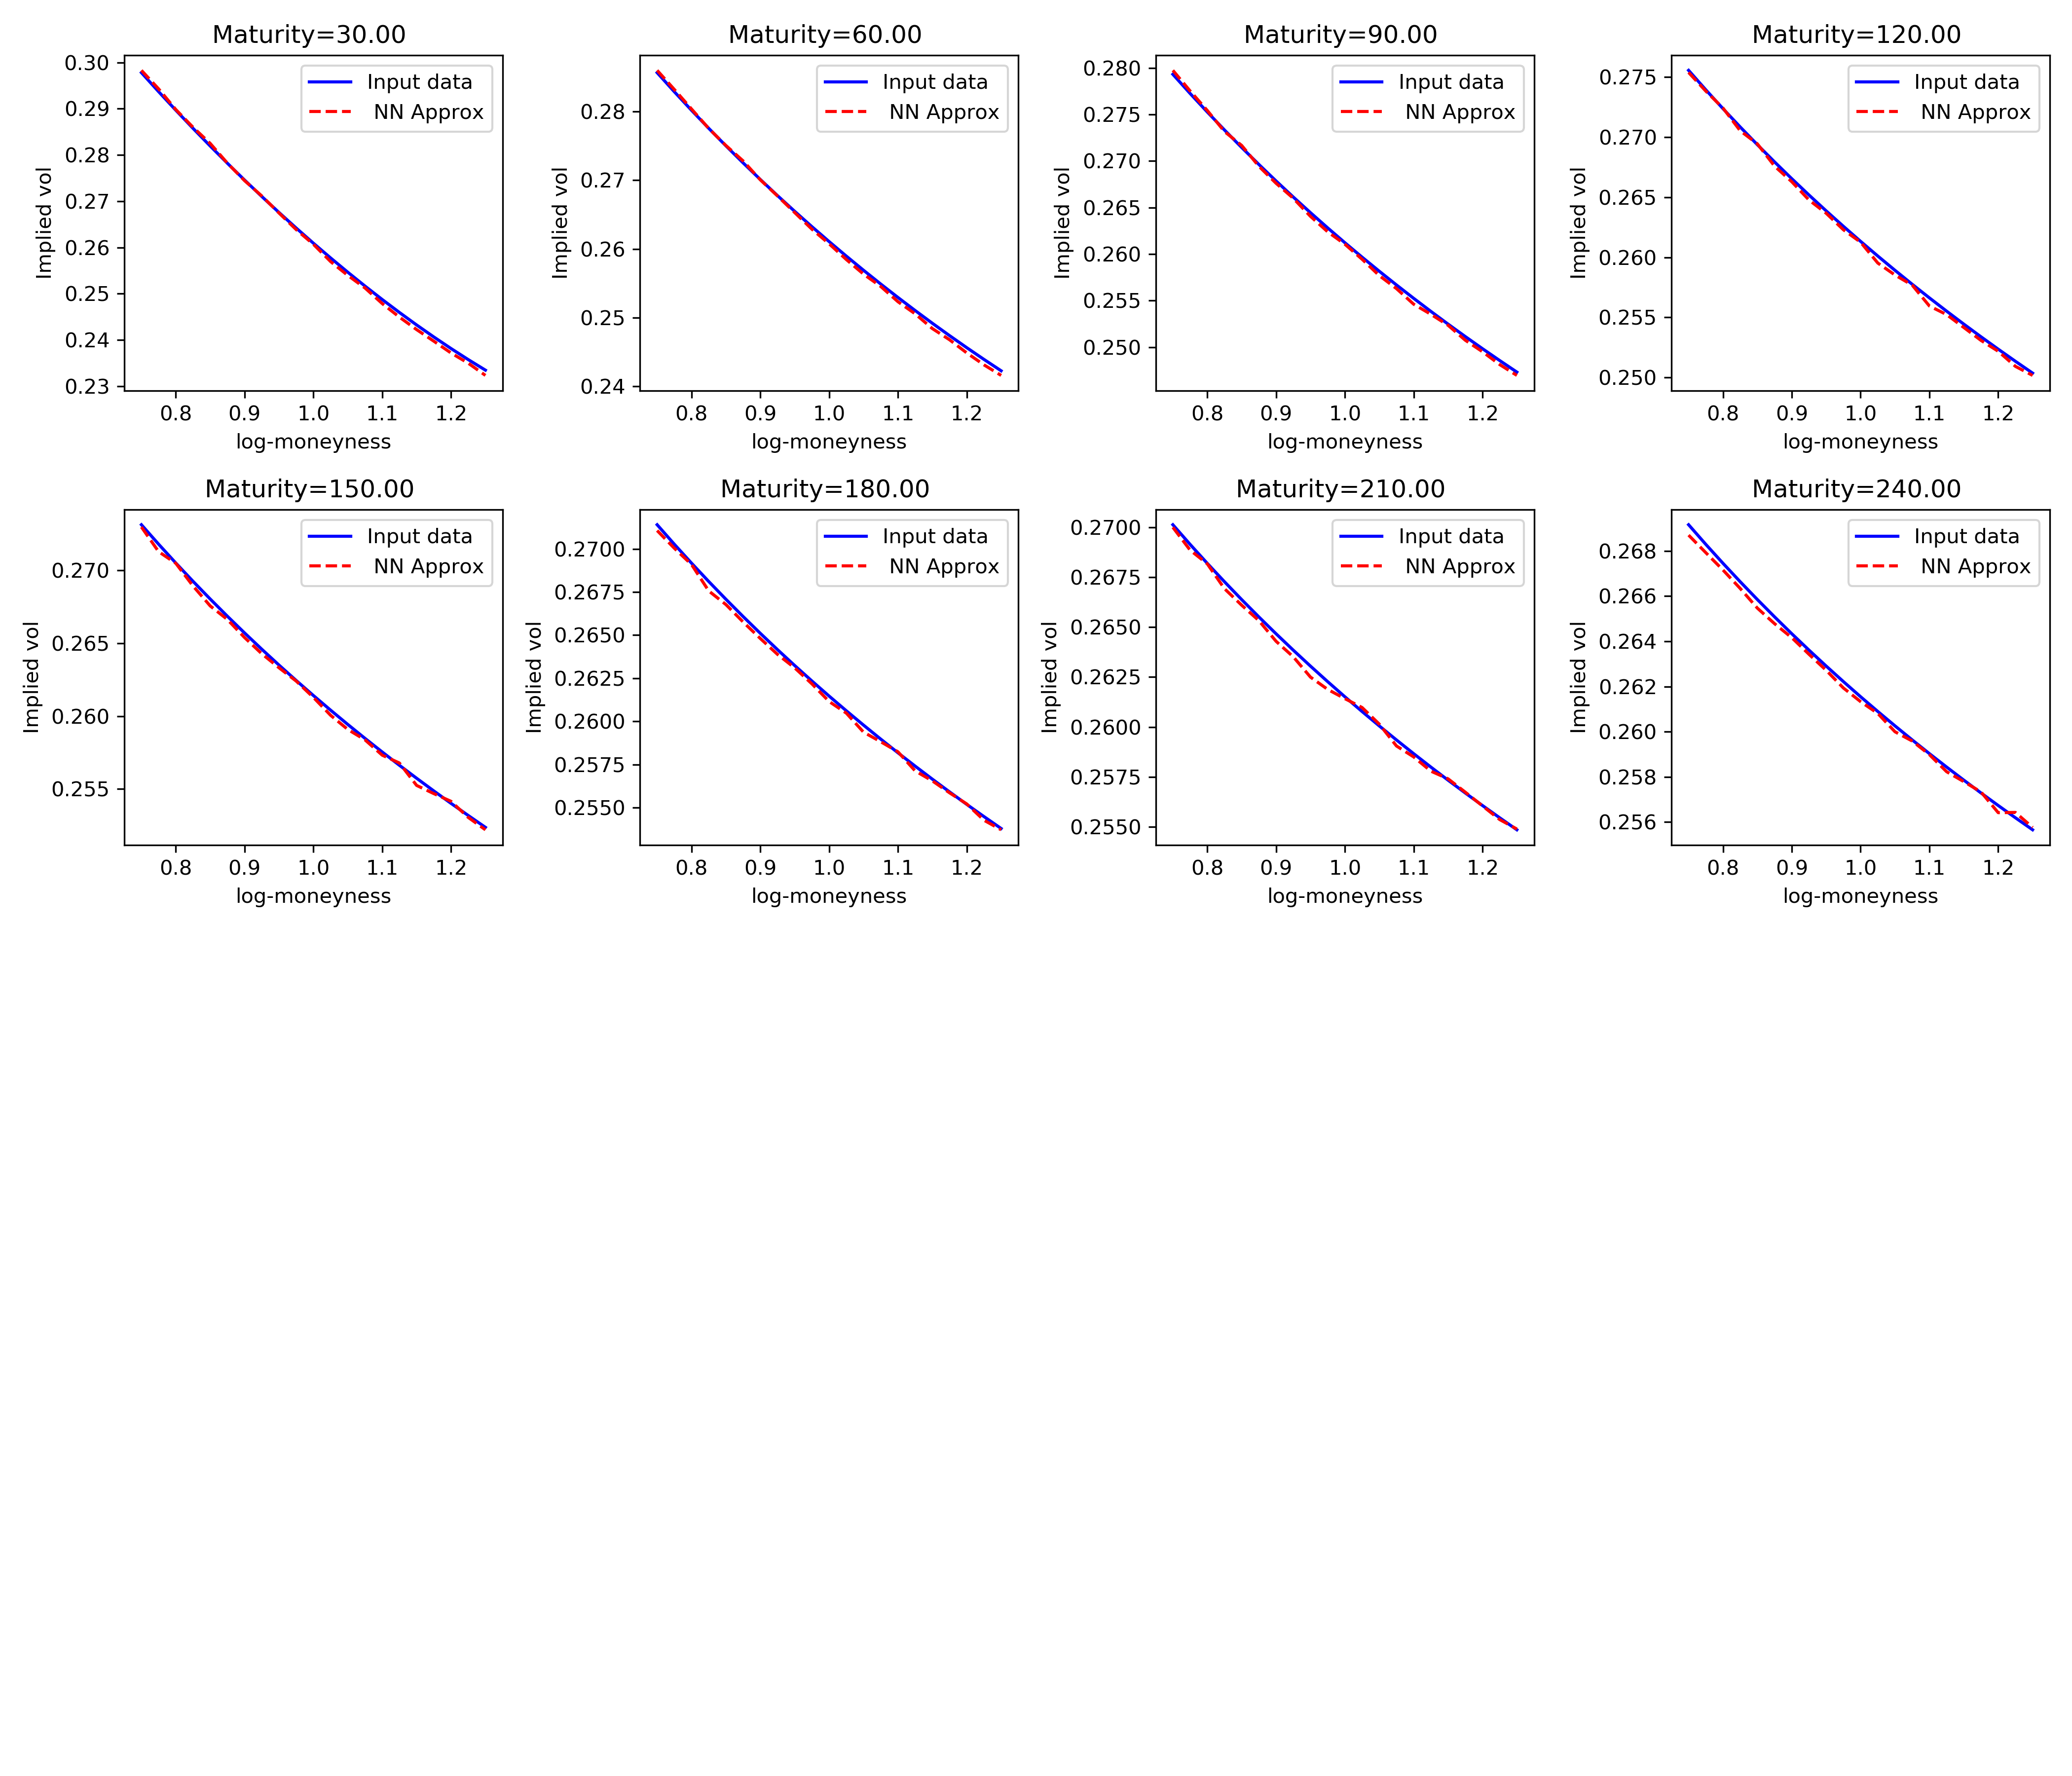 Maturity=30.00
Implied vol
0.30
0.29
0.28
0.27
0.26
0.25
0.24
0.23
Input data
NN Approx
0.8 0.9 1.0 1.1 1.2
log-moneyness
Maturity=60.00
Implied vol
0.28
0.27
0.26
0.25
0.24
Input data
NN Approx
0.8 0.9 1.0 1.1 1.2
log-moneyness
Maturity=90.00
Implied vol
0.280
0.275
0.270
0.265
0.260
0.255
0.250
Input data
NN Approx
0.8 0.9 1.0 1.1 1.2
log-moneyness
Maturity=120.00
Implied vol
0.275
0.270
0.265
0.260
0.255
0.250
Input data
NN Approx
0.8 0.9 1.0 1.1 1.2
log-moneyness
Maturity=150.00
Implied vol
0.270
0.265
0.260
0.255
Input data
NN Approx
0.8 0.9 1.0 1.1 1.2
log-moneyness
Maturity=180.00
Implied vol
0.2700
0.2675
0.2650
0.2625
0.2600
0.2575
0.2550
Input data
NN Approx
0.8 0.9 1.0 1.1 1.2
log-moneyness
Maturity=210.00
Implied vol
0.2700
0.2675
0.2650
0.2625
0.2600
0.2575
0.2550
Input data
NN Approx
0.8 0.9 1.0 1.1 1.2
log-moneyness
Maturity=240.00
Implied vol
0.268
0.266
0.264
0.262
0.260
0.258
0.256
Input data
NN Approx
0.8 0.9 1.0 1.1 1.2
log-moneyness